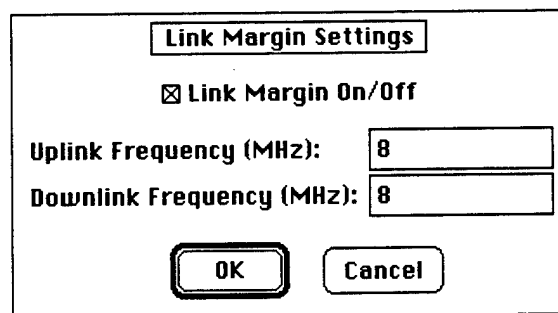 Link Margin Settings
☒ Link Margin On/Off
Uplink Frequency (MHz): 8
Downlink Frequency (MHz): 8
OK Cancel